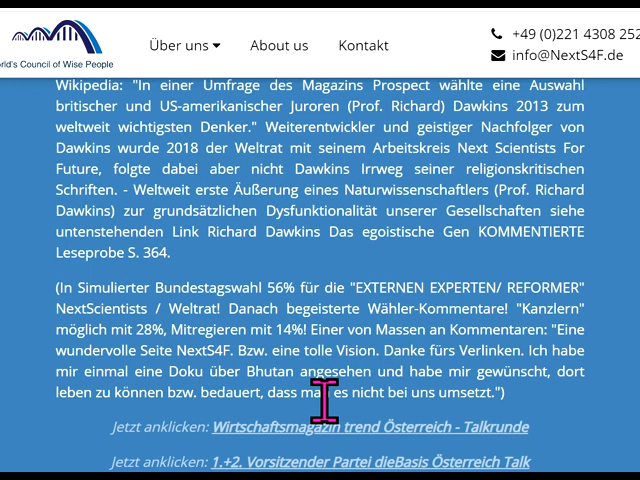 Über uns About us Kontakt
+49 (0)221 4308 252
info@NextS4F.de
orld's Council of Wise People
Wikipedia: "In einer Umfrage des Magazins Prospect wählte eine Auswahl
britischer und US-amerikanischer Juroren (Prof. Richard) Dawkins 2013 zum
weltweit wichtigsten Denker." Weiterentwickler und geistiger Nachfolger von
Dawkins wurde 2018 der Weltrat mit seinem Arbeitskreis Next Scientists For
Future, folgte dabei aber nicht Dawkins Irrweg seiner religionskritischen
Schriften. - Weltweit erste Äußerung eines Naturwissenschaftlers (Prof. Richard
Dawkins) zur grundsätzlichen Dysfunktionalität unserer Gesellschaften siehe
untenstehenden Link Richard Dawkins Das egoistische Gen KOMMENTIERTE
Leseprobe S. 364.
(In Simulierter Bundestagswahl 56% für die "EXTERNEN EXPERTEN/ REFORMER"
NextScientists / Weltrat! Danach begeisterte Wähler-Kommentare! "Kanzlern"
möglich mit 28%, Mitregieren mit 14%! Einer von Massen an Kommentaren: "Eine
wundervolle Seite NextS4F. Bzw. eine tolle Vision. Danke fürs Verlinken. Ich habe
mir einmal eine Doku über Bhutan angesehen und habe mir gewünscht, dort
leben zu können bzw. bedauert, dass man es nicht bei uns umsetzt.")
Jetzt anklicken: Wirtschaftsmagazin trend Österreich - Talkrunde
Jetzt anklicken: 1.+2. Vorsitzender Partei dieBasis Österreich Talk